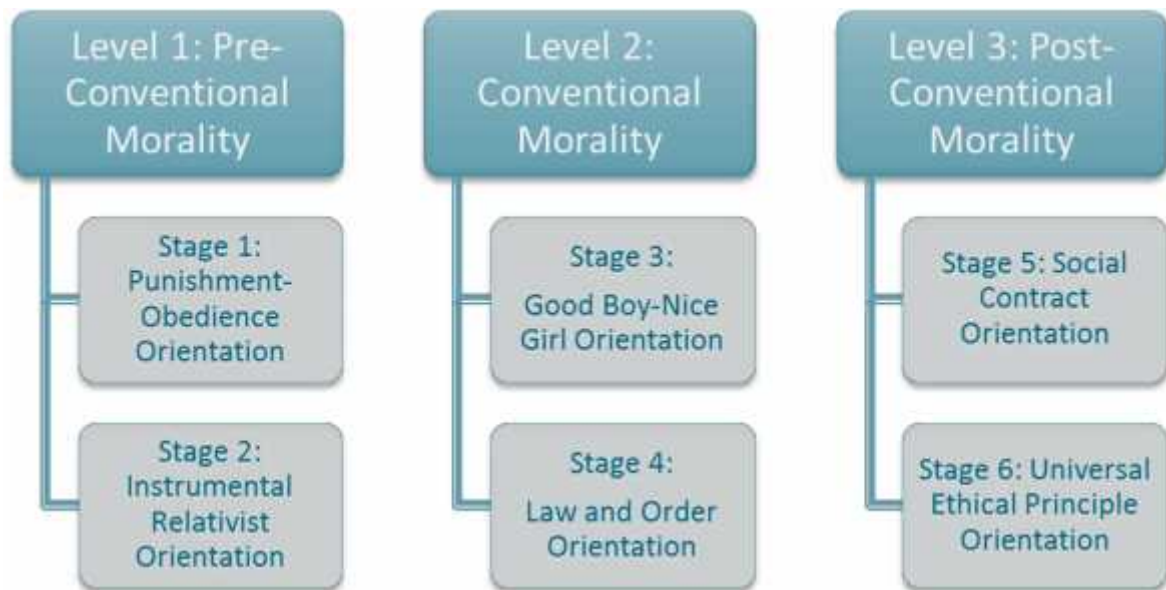 Level 1: Pre-
Conventional
Morality
Stage 1:
Punishment-
Obedience
Orientation
Stage 2:
Instrumental
Relativist
Orientation
Level 2:
Conventional
Morality
Stage 3:
Good Boy-Nice
Girl Orientation
Stage 4:
Law and Order
Orientation
Level 3: Post-
Conventional
Morality
Stage 5: Social
Contract
Orientation
Stage 6: Universal
Ethical Principle
Orientation